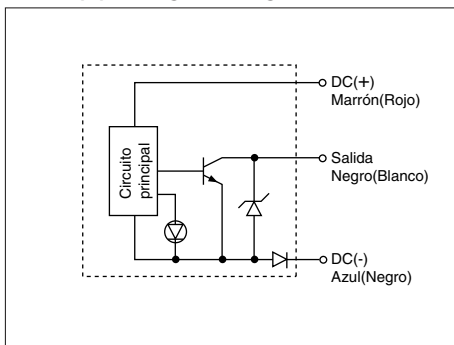 DC(+)
Marrón(Rojo)
Circuito
principal
Salida
Negro(Blanco)
DC(-)
Azul(Negro)